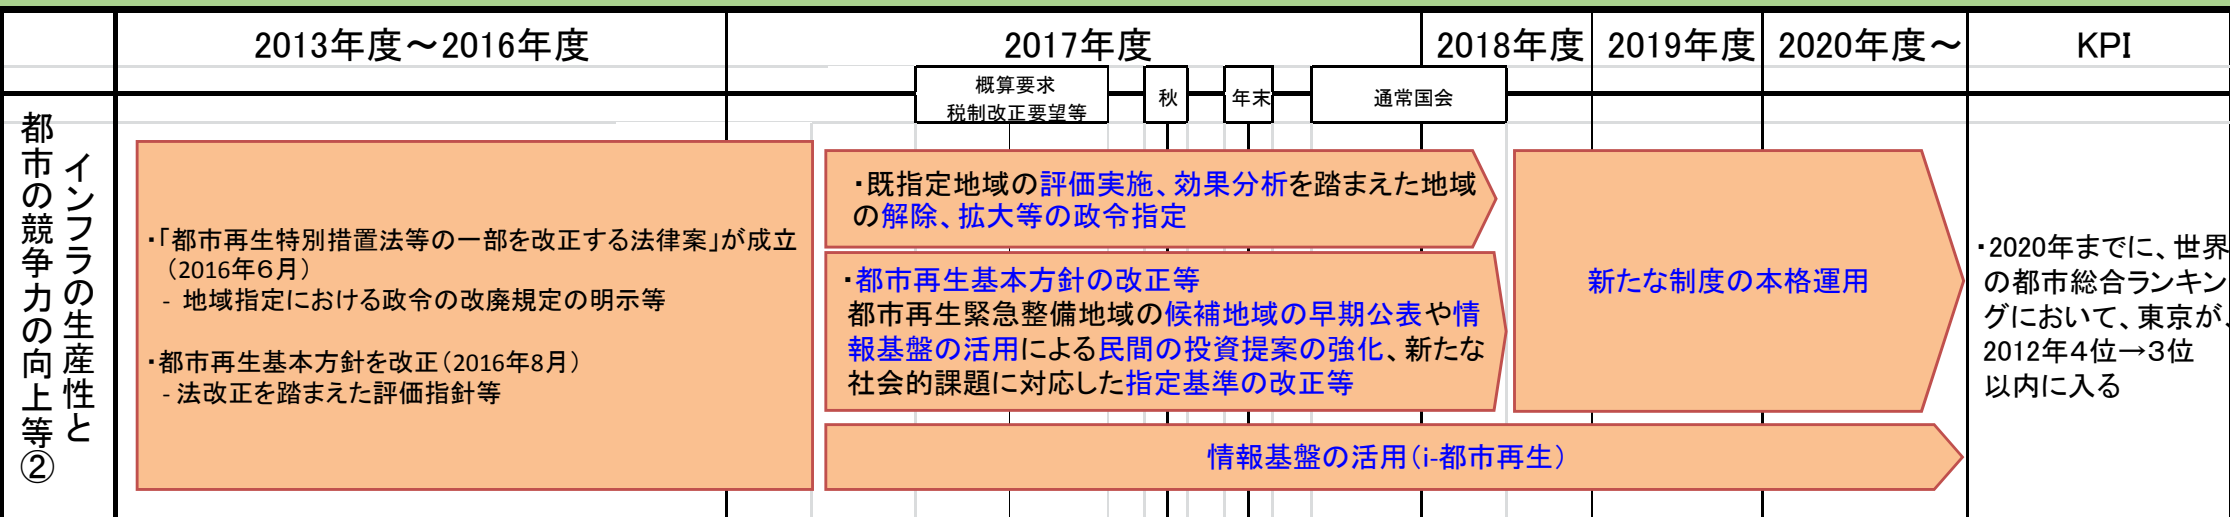 2013年度～2016年度
2017年度
2018年度
2019年度
2020年度～
KPI
概算要求
税制改正要望等
秋
年末
通常国会
インフラの生産性と
都市の競争力の向上等②
・「都市再生特別措置法等の一部を改正する法律案」が成立
（2016年６月）
- 地域指定における政令の改廃規定の明示等
・都市再生基本方針を改正（2016年8月）
- 法改正を踏まえた評価指針等
・既指定地域の評価実施、効果分析を踏まえた地域
の解除、拡大等の政令指定
・都市再生基本方針の改正等
都市再生緊急整備地域の候補地域の早期公表や情
報基盤の活用による民間の投資提案の強化、新たな
社会的課題に対応した指定基準の改正等
新たな制度の本格運用
情報基盤の活用（i-都市再生）
・2020年までに、世界
の都市総合ランキン
グにおいて、東京が、
2012年４位→３位
以内に入る